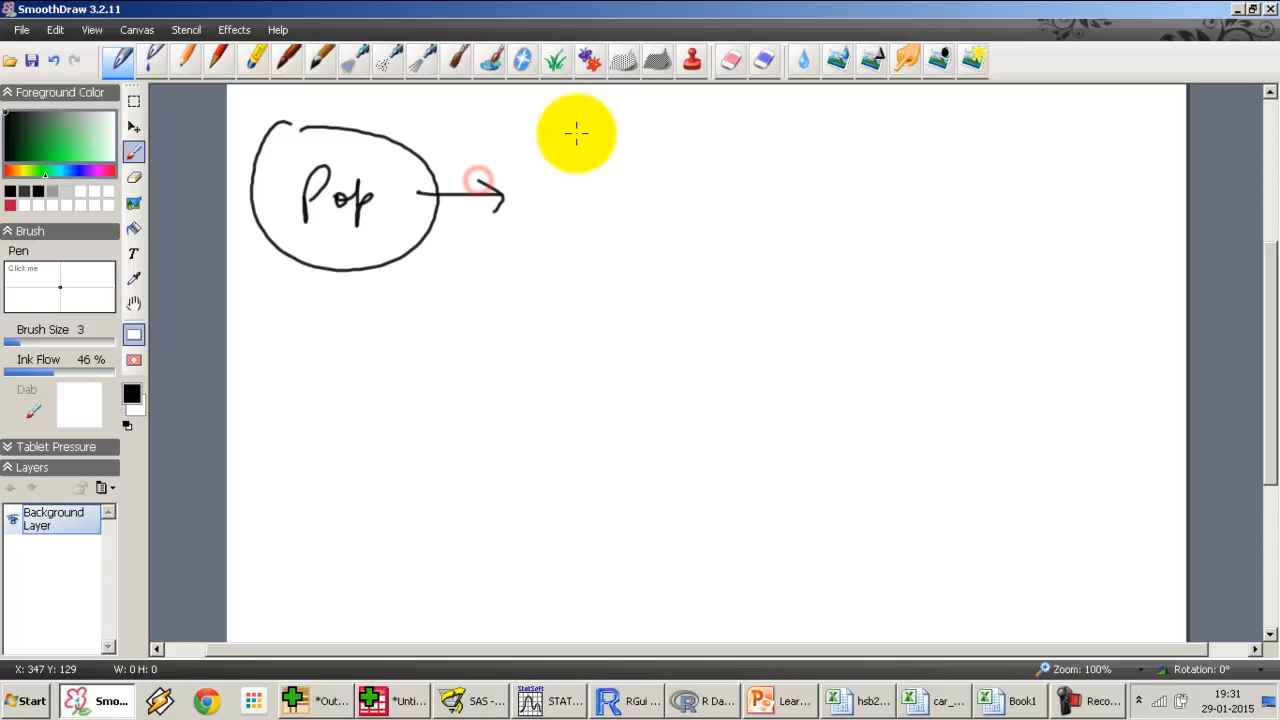 SmoothDraw 3.2.11
File Edit View Canvas Stencil Effects Help
Foreground Color
Pop
Brush
Pen
Click me
Brush Size 3
Ink Flow 46 %
Dab
Tablet Pressure
Layers
Background
Layer
X: 347 Y: 129 W: 0 H: 0 Zoom: 100% Rotation: 0°
Start Smo... *Out... *Unti... SAS -... STAT... RGui ... R Da... Lear... hsb2... car_... Book1 Reco... 19:31
29-01-2015